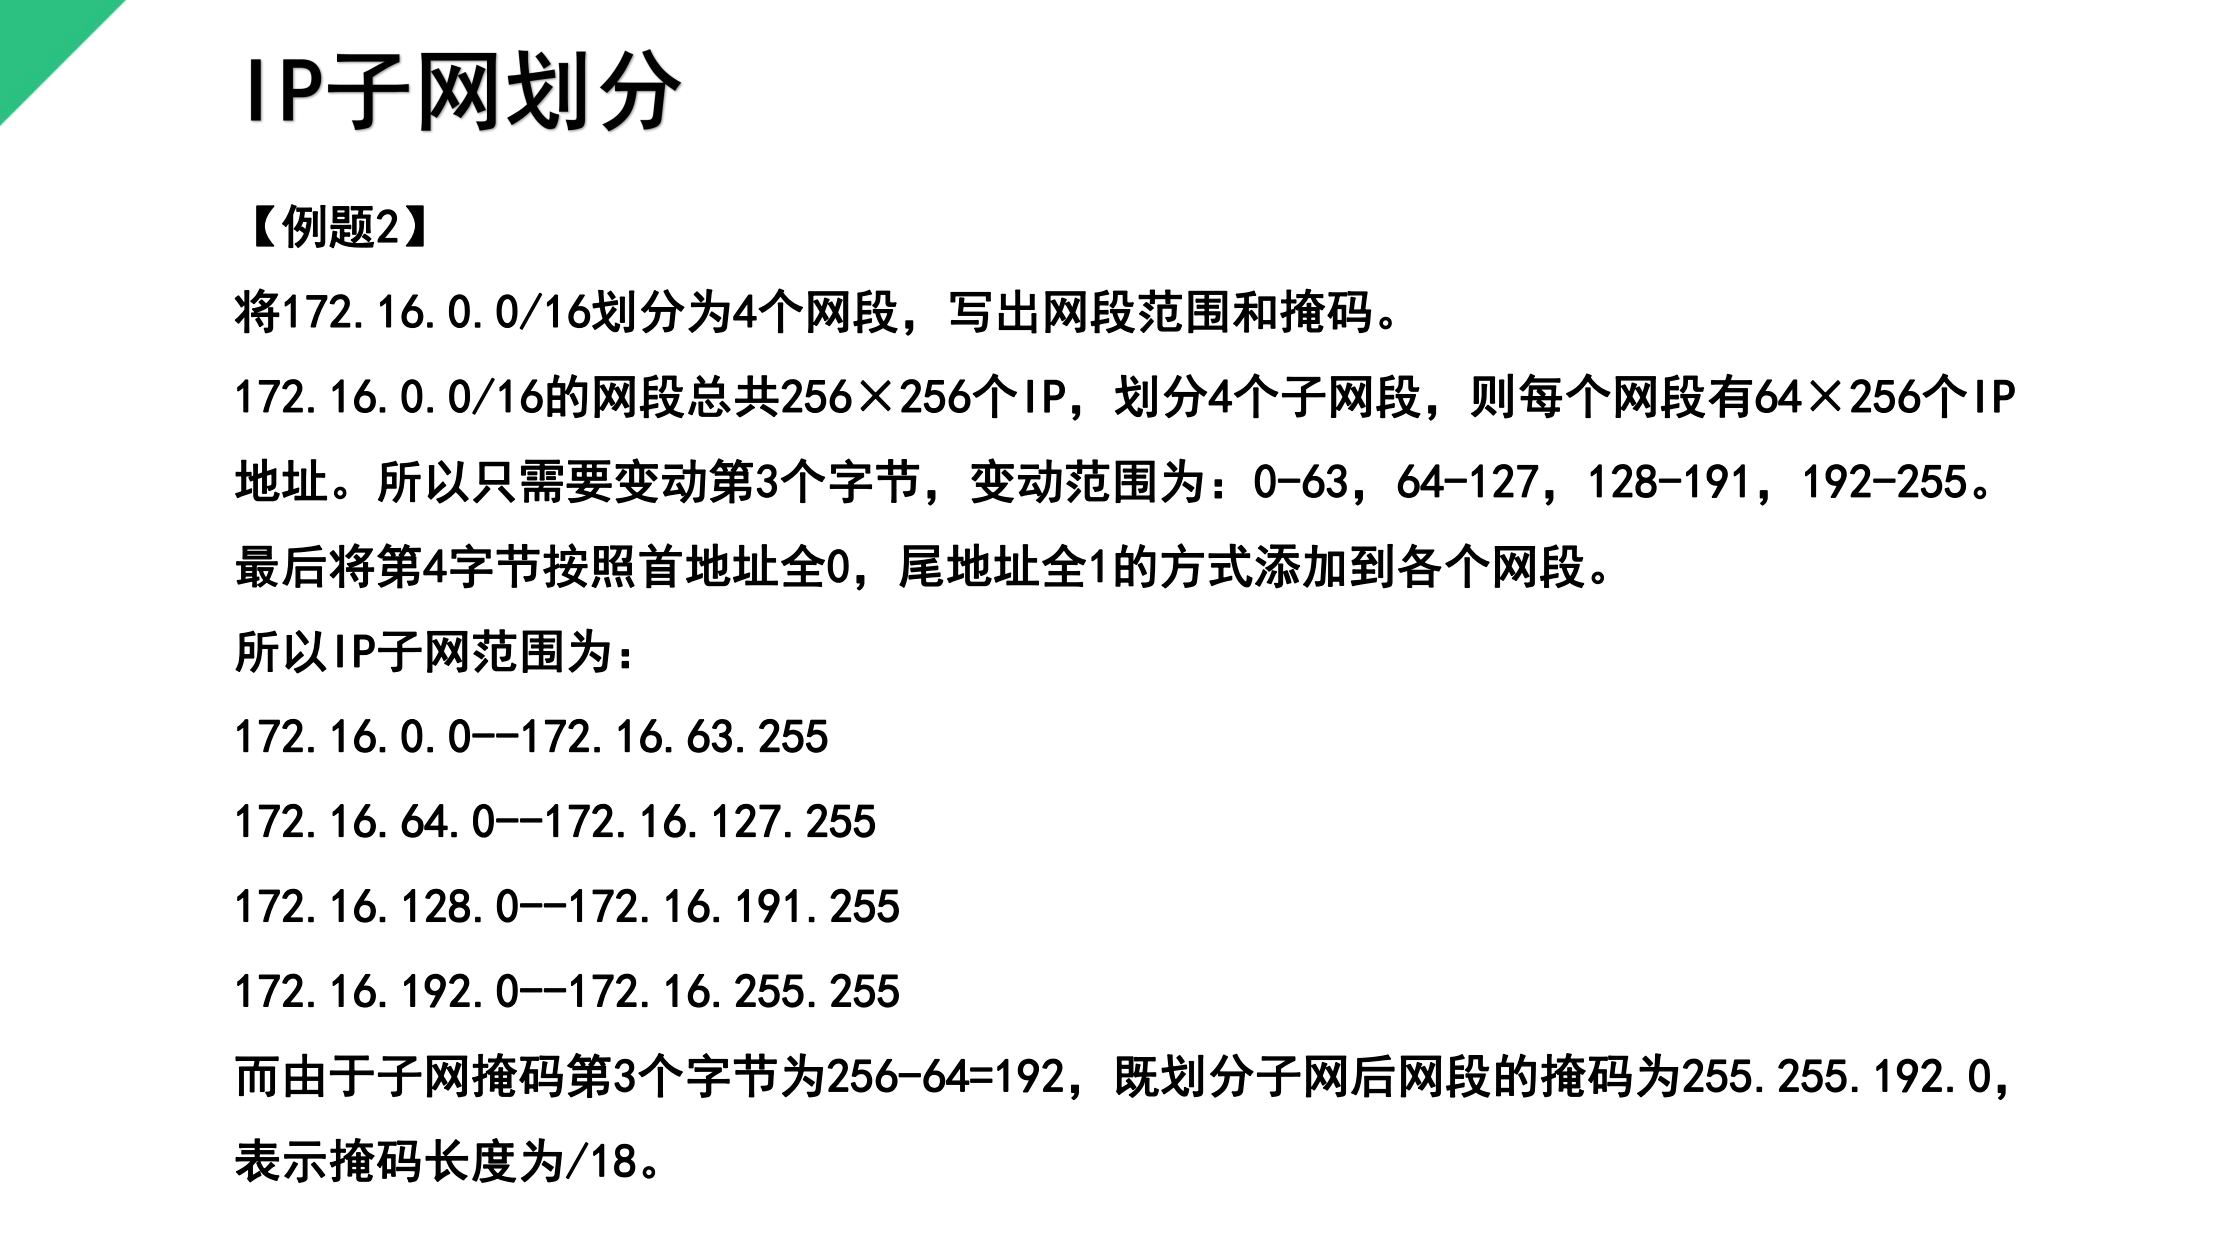 IP子网划分
【例题2】
将172.16.0.0/16划分为4个网段，写出网段范围和掩码。
172.16.0.0/16的网段总共256×256个IP，划分4个子网段，则每个网段有64×256个IP
地址。所以只需要变动第3个字节，变动范围为：0-63，64-127，128-191，192-255。
最后将第4字节按照首地址全0，尾地址全1的方式添加到各个网段。
所以IP子网范围为：
172.16.0.0--172.16.63.255
172.16.64.0--172.16.127.255
172.16.128.0--172.16.191.255
172.16.192.0--172.16.255.255
而由于子网掩码第3个字节为256-64=192，既划分子网后网段的掩码为255.255.192.0，
表示掩码长度为/18。